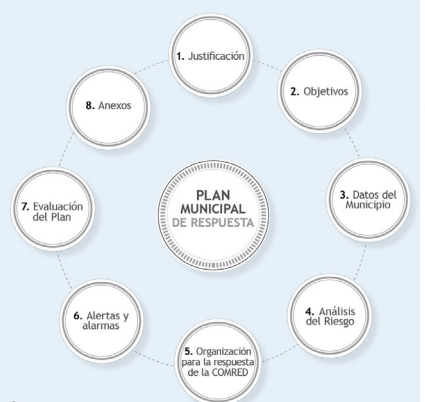 1. Justificación
2. Objetivos
3. Datos del
Municipio
4. Análisis
del Riesgo
5. Organización
para la respuesta
de la COMRED
6. Alertas y
alarmas
7. Evaluación
del Plan
8. Anexos
PLAN
MUNICIPAL
DE RESPUESTA